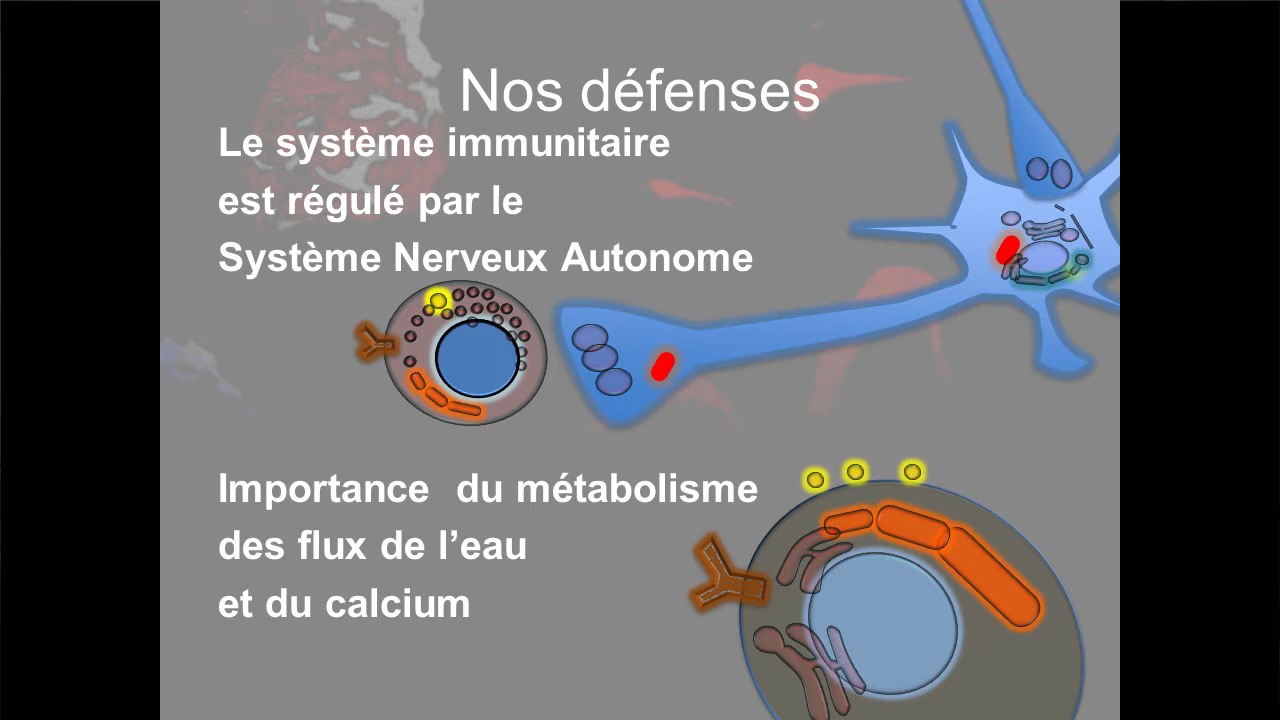 Nos défenses
Le système immunitaire
est régulé par le
Système Nerveux Autonome
Importance  du métabolisme
des flux de l’eau
et du calcium